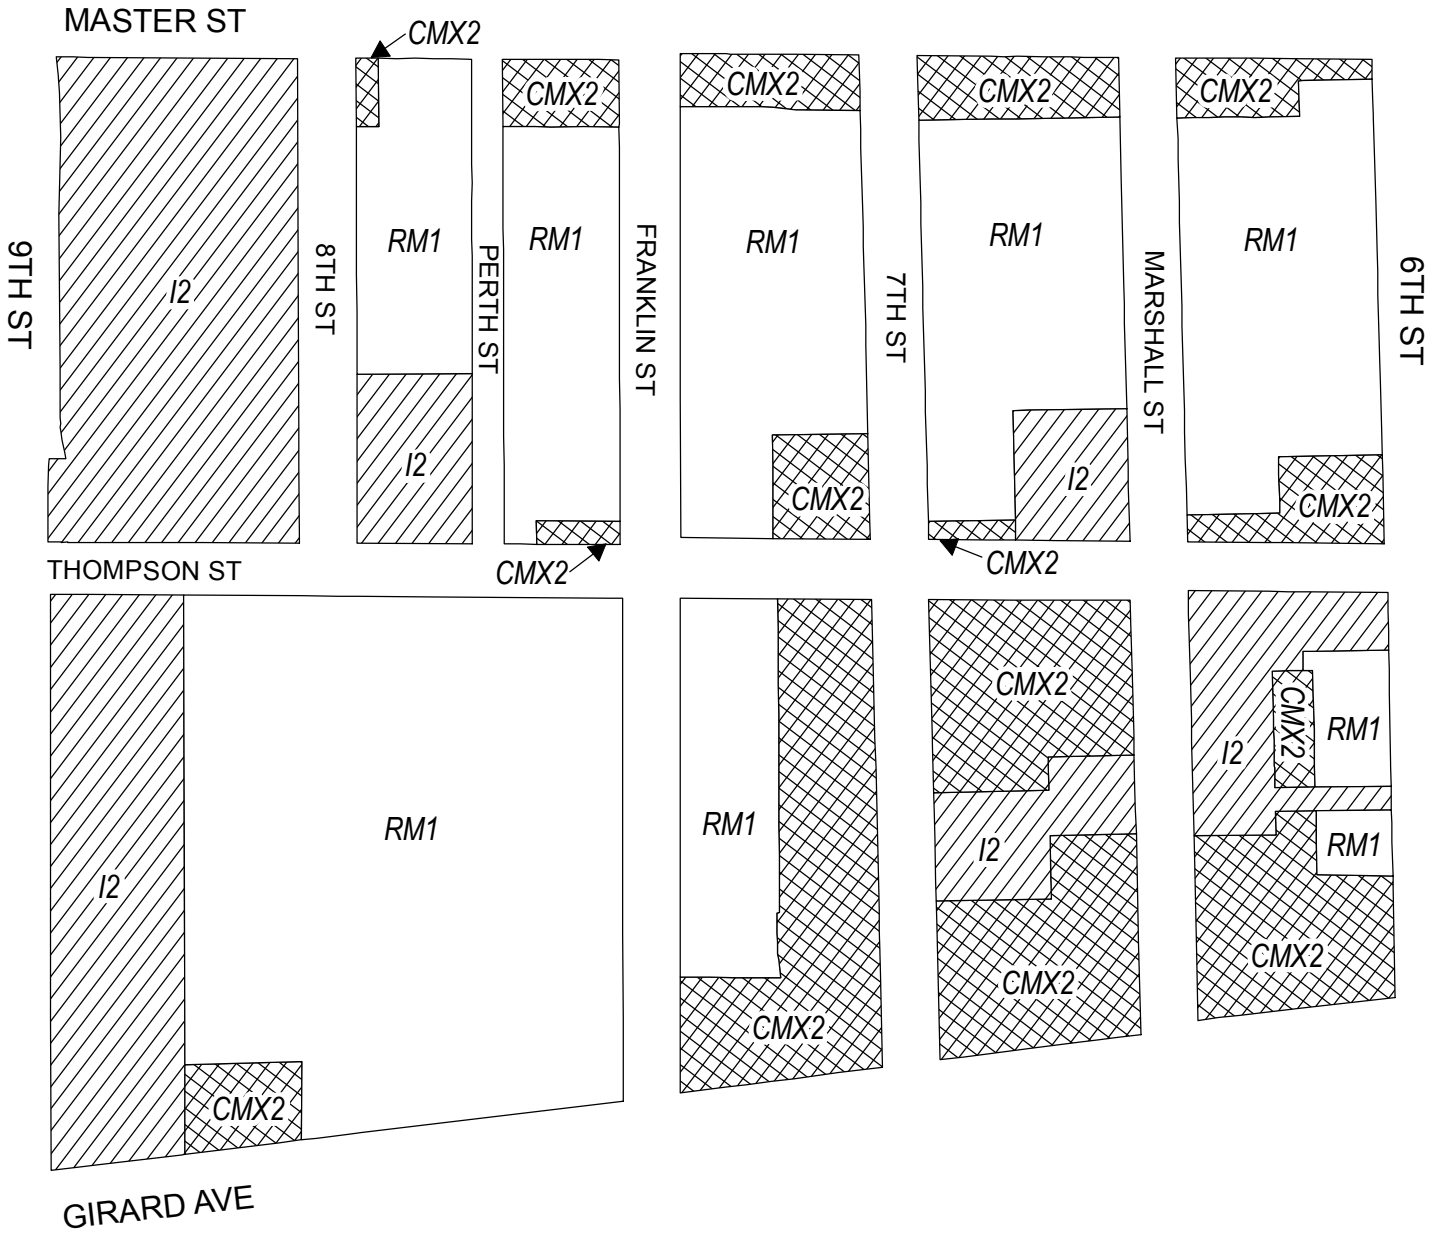 MASTER ST
CMX2
CMX2
CMX2
CMX2
CMX2
9TH ST
I2
8TH ST
RM1
PERTH ST
RM1
FRANKLIN ST
RM1
7TH ST
RM1
MARSHALL ST
RM1
6TH ST
I2
CMX2
I2
CMX2
THOMPSON ST
CMX2
CMX2
CMX2
CMX2
RM1
I2
RM1
RM1
I2
RM1
I2
CMX2
CMX2
CMX2
CMX2
GIRARD AVE